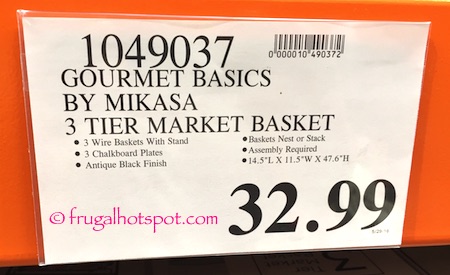 1049037
0000010490372
GOURMET BASICS
BY MIKASA
3 TIER MARKET BASKET
• 3 Wire Baskets With Stand
• 3 Chalkboard Plates
• Antique Black Finish
• Baskets Nest or Stack
• Assembly Required
• 14.5"L X 11.5"W X 47.6"H
© frugalhotspot.com
32.99